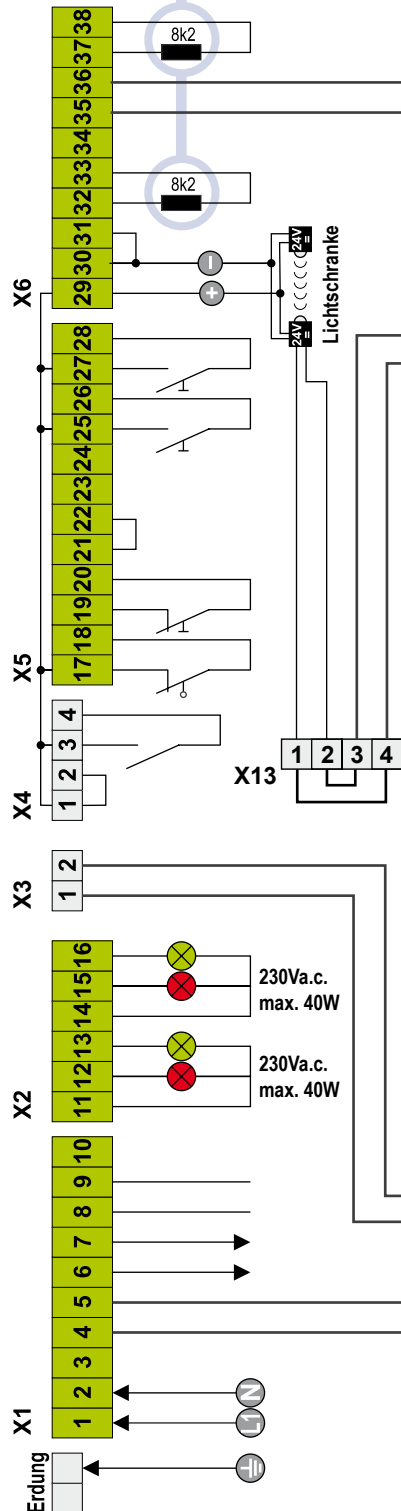 X6
38
37
36
35
34
33
32
31
30
29
8k2
8k2
–
+
24V
=
24V
=
Lichtschranke
X5
28
27
26
25
24
23
22
21
20
19
18
17
X4
4
3
2
1
X13
1
2
3
4
X3
2
1
X2
16
15
14
13
12
11
230Va.c.
max. 40W
230Va.c.
max. 40W
X1
10
9
8
7
6
5
4
3
2
1
N
L1
Erdung